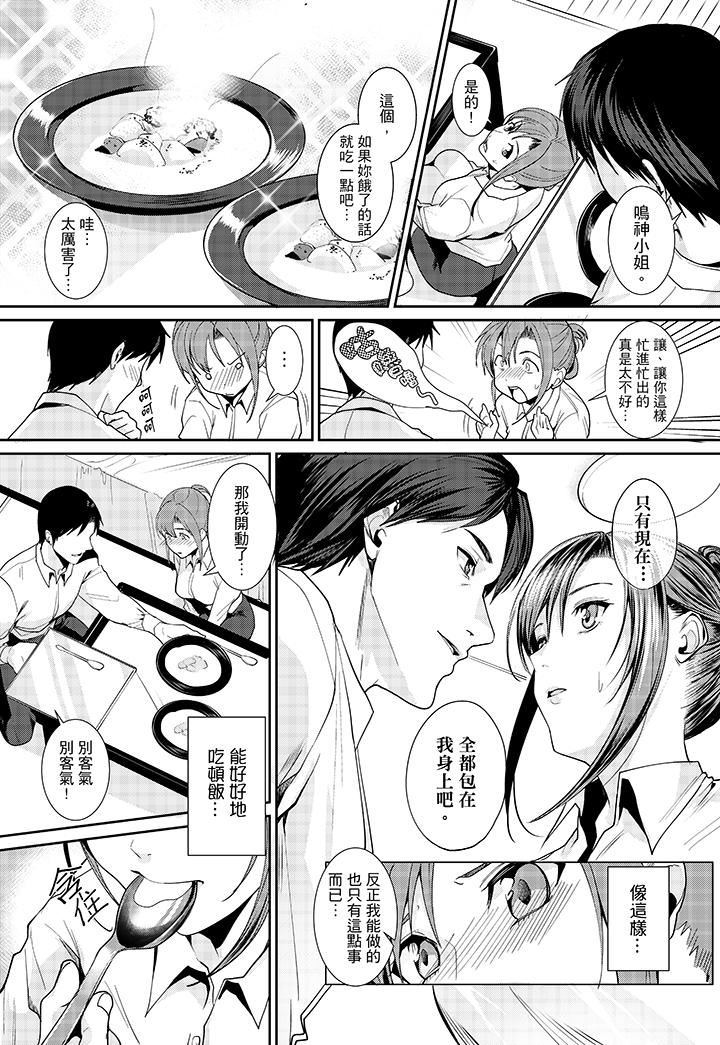 鳴神小姐。
是的！
這個，
如果妳餓了的話
就吃一點吧…
哇…
太厲害了…
讓、讓你這樣
忙進忙出的
真是太不好…
…
呵呵呵
只有現在…
全都包在
我身上吧。
像這樣…
反正我能做的
也只有這點事
而已…
那我開動了…
別客氣
別客氣！
能好好地
吃頓飯…
含住